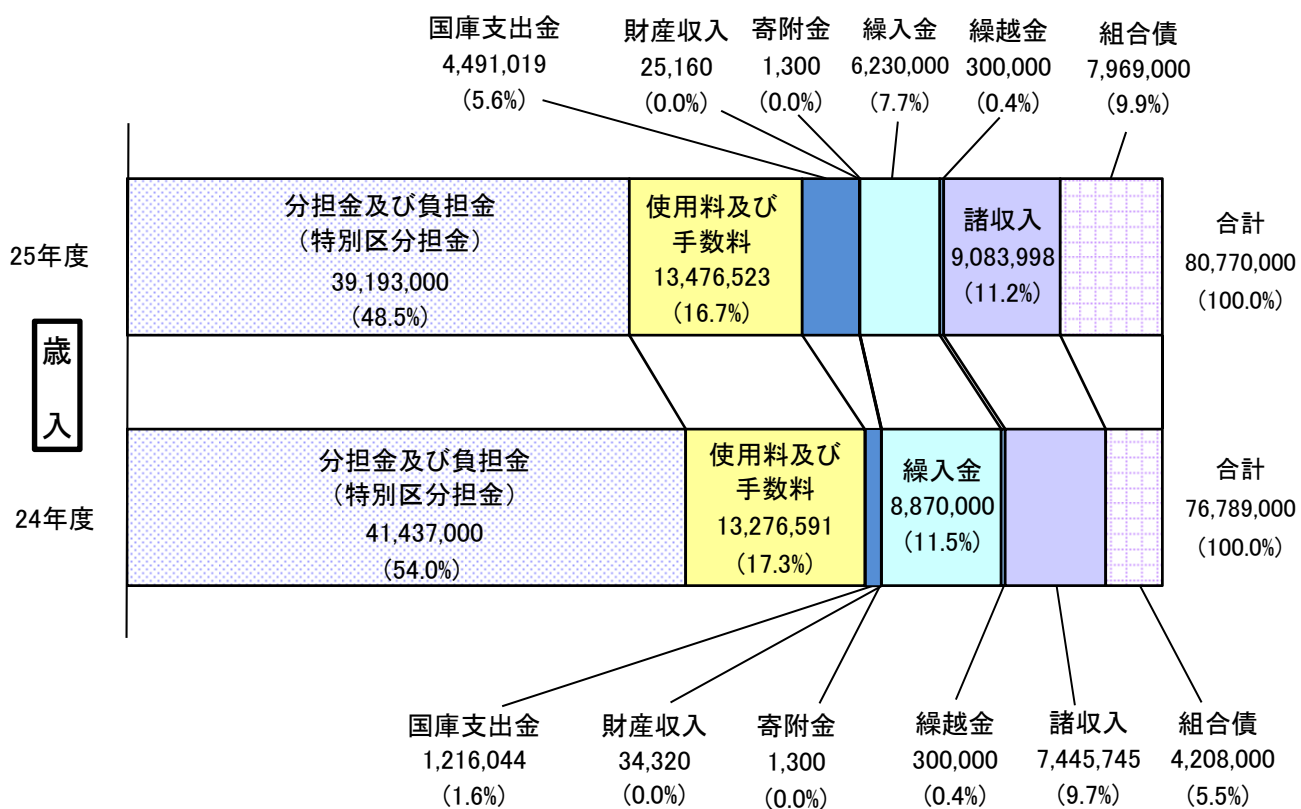 国庫支出金
4,491,019
(5.6%)
財産収入
25,160
(0.0%)
寄附金
1,300
(0.0%)
繰入金
6,230,000
(7.7%)
繰越金
300,000
(0.4%)
組合債
7,969,000
(9.9%)
25年度
分担金及び負担金
(特別区分担金)
39,193,000
(48.5%)
使用料及び
手数料
13,476,523
(16.7%)
諸収入
9,083,998
(11.2%)
合計
80,770,000
(100.0%)
歳
入
24年度
分担金及び負担金
(特別区分担金)
41,437,000
(54.0%)
使用料及び
手数料
13,276,591
(17.3%)
繰入金
8,870,000
(11.5%)
合計
76,789,000
(100.0%)
国庫支出金
1,216,044
(1.6%)
財産収入
34,320
(0.0%)
寄附金
1,300
(0.0%)
繰越金
300,000
(0.4%)
諸収入
7,445,745
(9.7%)
組合債
4,208,000
(5.5%)